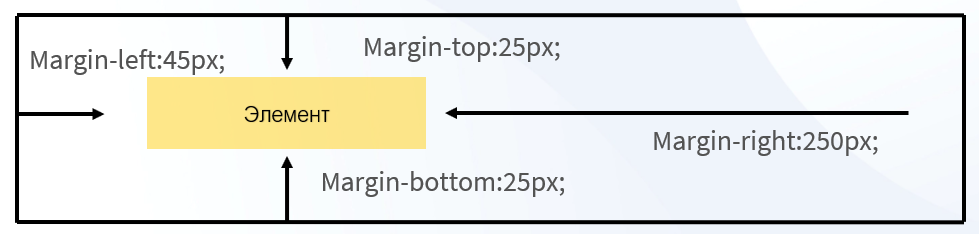 Margin-top:25px;
Margin-left:45px;
Элемент
Margin-right:250px;
Margin-bottom:25px;